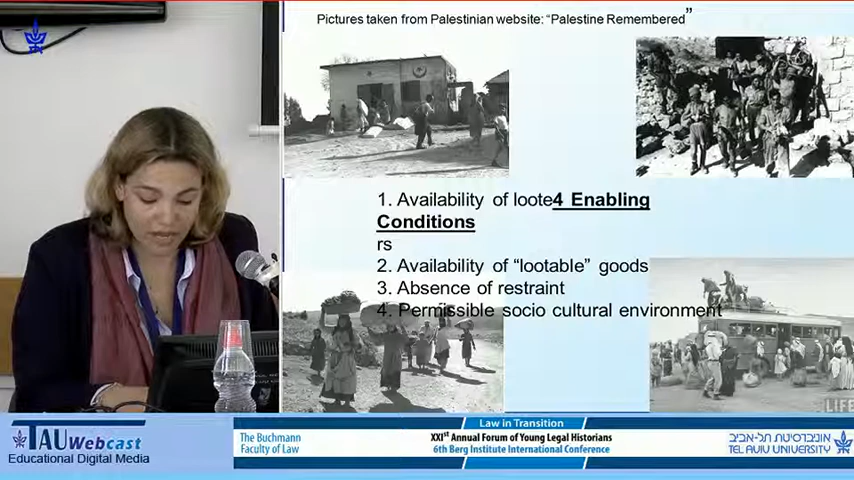 Pictures taken from Palestinian website: “Palestine Remembered”
1. Availability of loote4 Enabling
Conditions
rs
2. Availability of “lootable” goods
3. Absence of restraint
4. Permissible socio cultural environment
LIFE
TAU Webcast
Educational Digital Media
The Buchmann
Faculty of Law
Law in Transition
XXIst Annual Forum of Young Legal Historians
6th Berg Institute International Conference
אוניברסיטת תל-אביב
TEL AVIV UNIVERSITY